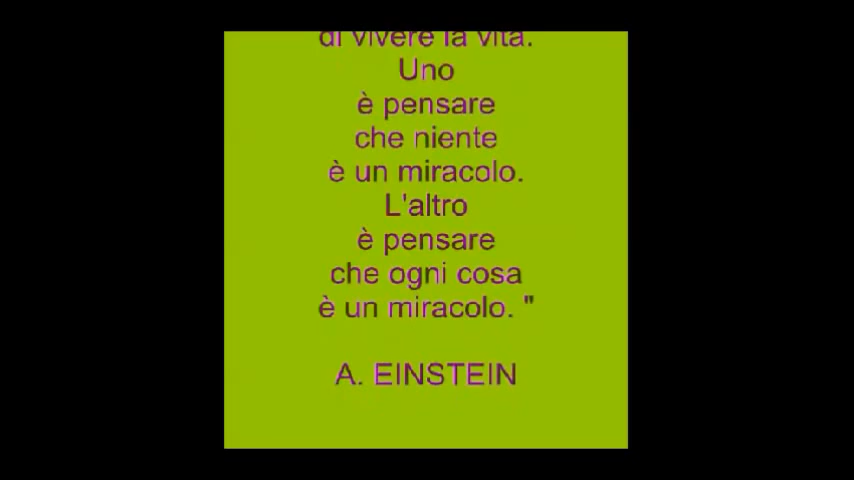 di vivere la vita.
Uno
è pensare
che niente
è un miracolo.
L'altro
è pensare
che ogni cosa
è un miracolo. "
A. EINSTEIN